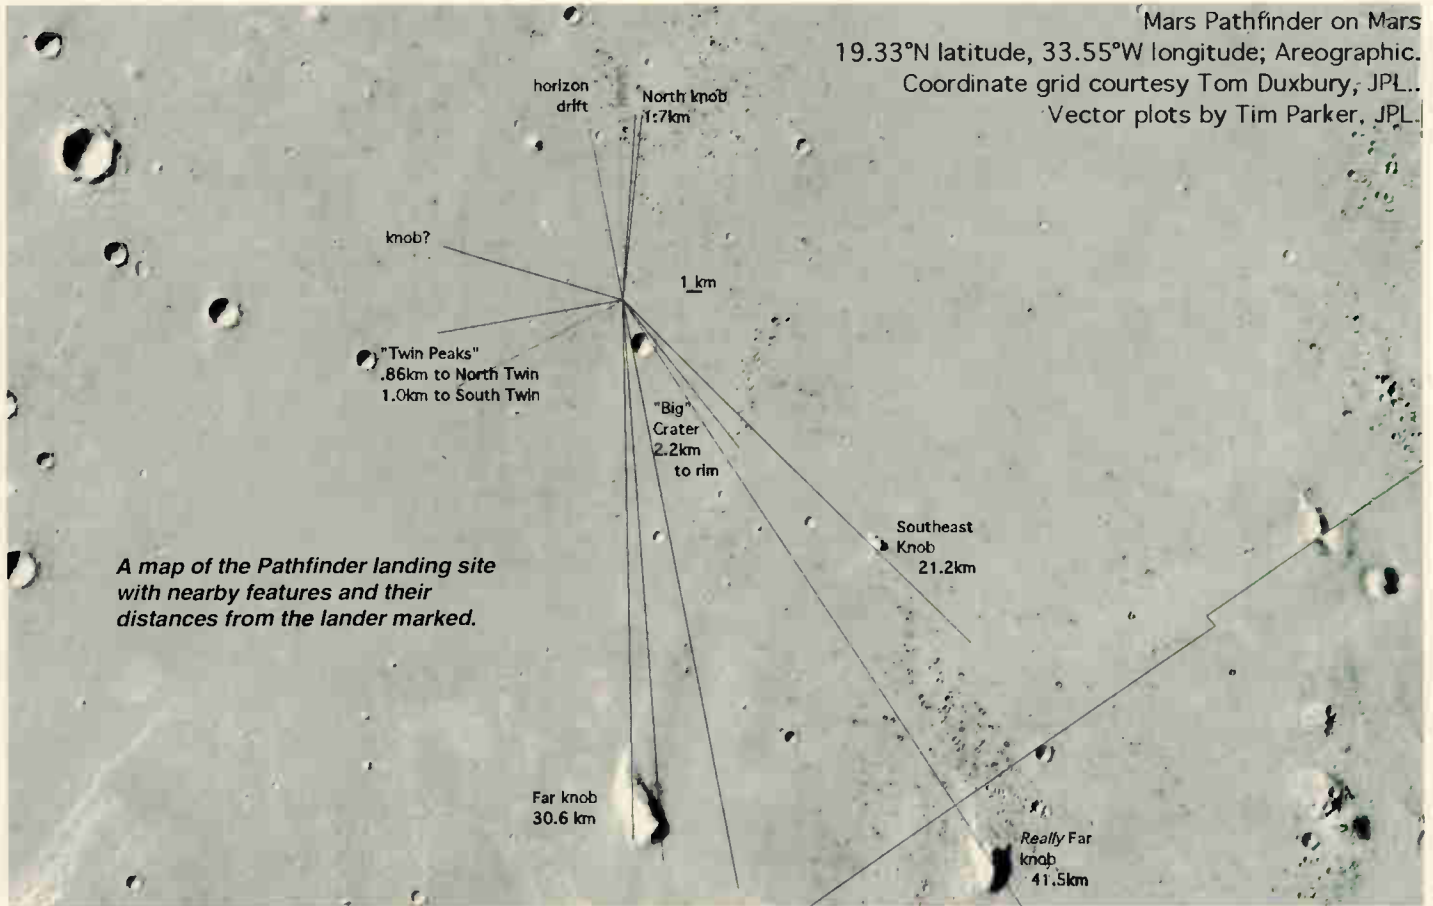 Mars Pathfinder on Mars
19.33°N latitude, 33.55°W longitude; Areographic.
Coordinate grid courtesy Tom Duxbury, JPL..
Vector plots by Tim Parker, JPL.
horizon
drift
North knob
1.7km
knob?
1 km
"Twin Peaks"
.86km to North Twin
1.0km to South Twin
"Big"
Crater
2.2km
to rim
Southeast
Knob
21.2km
A map of the Pathfinder landing site
with nearby features and their
distances from the lander marked.
Far knob
30.6 km
Really Far
knob
41.5km